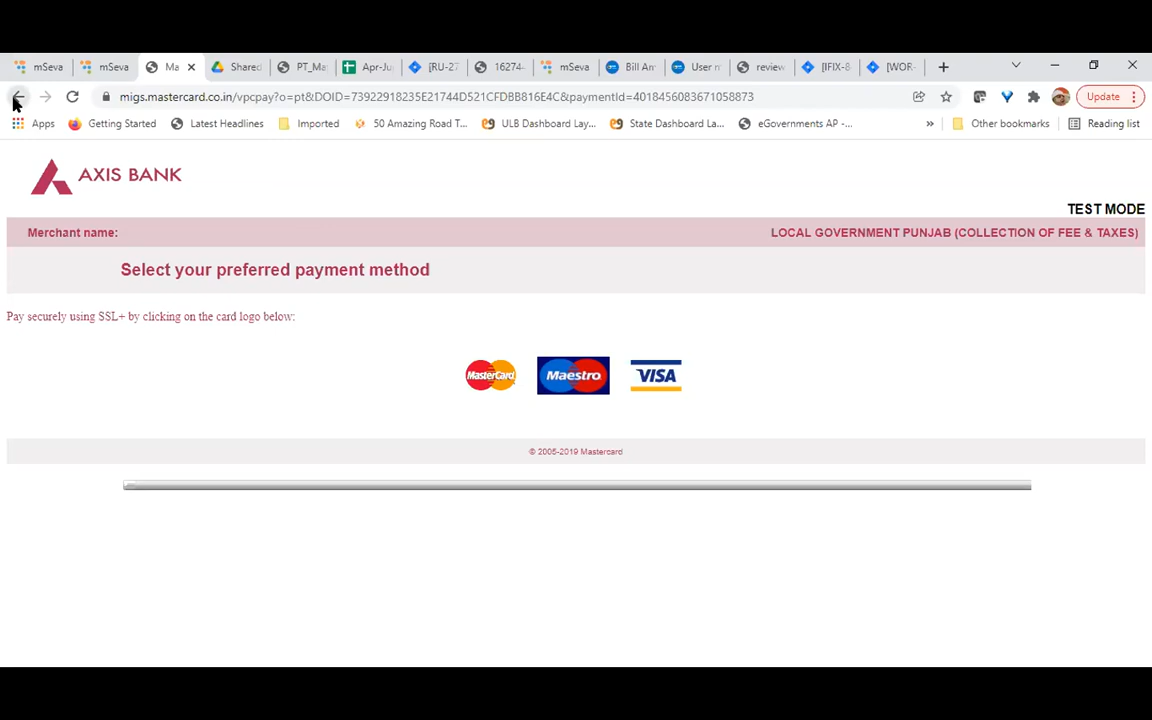 mSeva mSeva Ma Shared PT_Ma Apr-Ju [RU-27 16274- mSeva Bill An User n review [IFIX-8 [WOR-
migs.mastercard.co.in/vpcpay?o=pt&DOID=73922918235E21744D521CFDBB816E4C&paymentId=4018456083671058873 Update
Apps Getting Started Latest Headlines Imported 50 Amazing Road T... ULB Dashboard Lay... State Dashboard La... eGovernments AP -... » Other bookmarks Reading list
AXIS BANK
TEST MODE
Merchant name: LOCAL GOVERNMENT PUNJAB (COLLECTION OF FEE & TAXES)
Select your preferred payment method
Pay securely using SSL+ by clicking on the card logo below:
MasterCard Maestro VISA
© 2005-2019 Mastercard